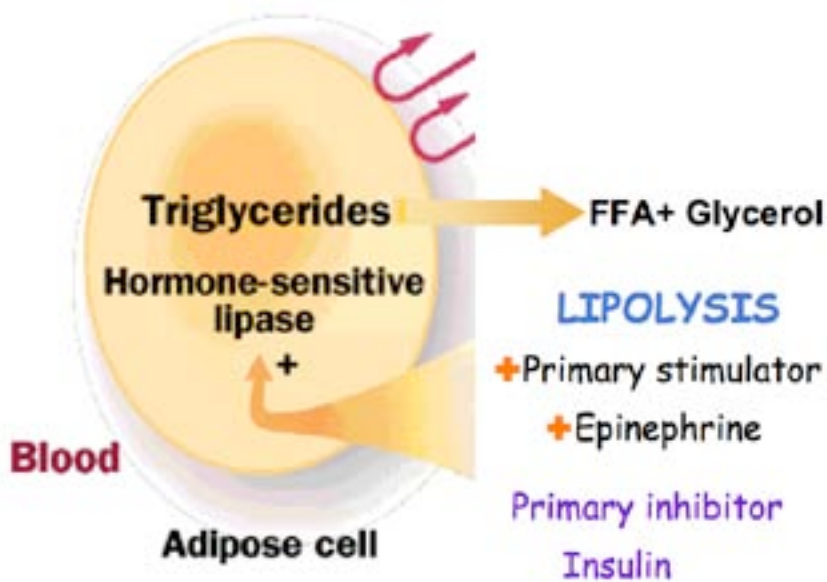 Triglycerides
FFA+ Glycerol
Hormone-sensitive
lipase
+
LIPOLYSIS
+Primary stimulator
+Epinephrine
Blood
Primary inhibitor
Adipose cell
Insulin